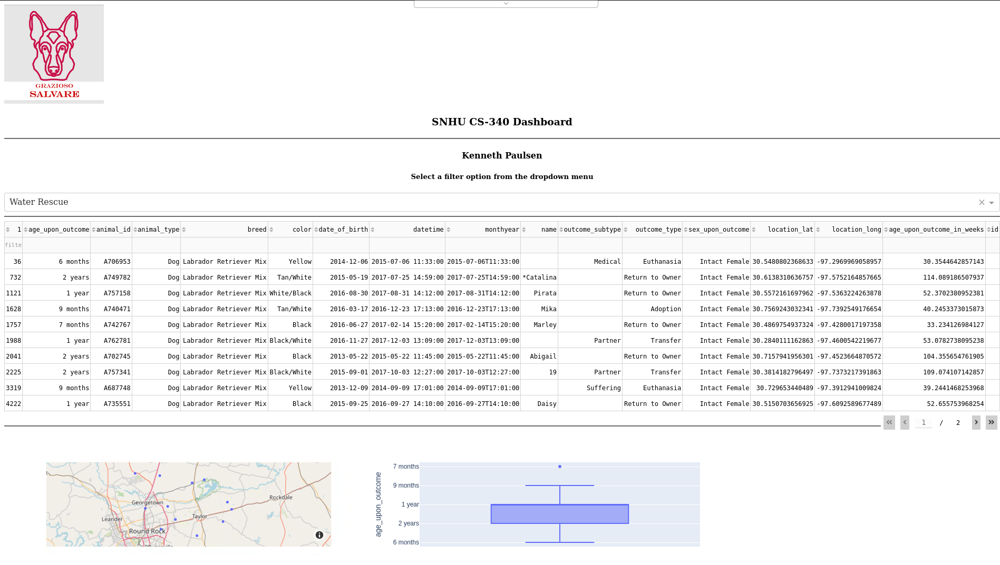 GRAZIOSO
SALVARE
SNHU CS-340 Dashboard
Kenneth Paulsen
Select a filter option from the dropdown menu
Water Rescue
1 age_upon_outcome animal_id animal_type breed color date_of_birth datetime monthyear name outcome_subtype outcome_type sex_upon_outcome location_lat location_long age_upon_outcome_in_weeks id
filte
36 6 months A706953 Dog Labrador Retriever Mix Yellow 2014-12-06 2015-07-06 11:33:00 2015-07-06T11:33:00 Medical Euthanasia Intact Female 30.5480802368633 -97.2969969058957 30.3544642857143
732 2 years A749782 Dog Labrador Retriever Mix Tan/White 2015-05-19 2017-07-25 14:59:00 2017-07-25T14:59:00 *Catalina Return to Owner Intact Female 30.6138310636757 -97.5752164857665 114.089186507937
1121 1 year A757158 Dog Labrador Retriever Mix White/Black 2016-08-30 2017-08-31 14:12:00 2017-08-31T14:12:00 Pirata Return to Owner Intact Female 30.5572161697962 -97.5363224263878 52.3702380952381
1628 9 months A740471 Dog Labrador Retriever Mix Tan/White 2016-03-17 2016-12-23 17:13:00 2016-12-23T17:13:00 Mika Adoption Intact Female 30.7569243032341 -97.7392549176654 40.2453373015873
1757 7 months A742767 Dog Labrador Retriever Mix Black 2016-06-27 2017-02-14 15:20:00 2017-02-14T15:20:00 Marley Return to Owner Intact Female 30.4869754937324 -97.4280017197358 33.234126984127
1988 1 year A762781 Dog Labrador Retriever Mix Black/White 2016-11-27 2017-12-03 13:09:00 2017-12-03T13:09:00 Partner Transfer Intact Female 30.2840111162863 -97.4600542219677 53.0782738095238
2041 2 years A702745 Dog Labrador Retriever Mix Black 2013-05-22 2015-05-22 11:45:00 2015-05-22T11:45:00 Abigail Return to Owner Intact Female 30.7157941956301 -97.4523664870572 104.355654761905
2225 2 years A757341 Dog Labrador Retriever Mix Black/White 2015-09-01 2017-10-03 12:27:00 2017-10-03T12:27:00 19 Partner Transfer Intact Female 30.3814182796497 -97.7373217391863 109.074107142857
3319 9 months A687748 Dog Labrador Retriever Mix Yellow 2013-12-09 2014-09-09 17:01:00 2014-09-09T17:01:00 Suffering Euthanasia Intact Female 30.729653440489 -97.3912941009824 39.2441468253968
4222 1 year A735551 Dog Labrador Retriever Mix Black 2015-09-25 2016-09-27 14:10:00 2016-09-27T14:10:00 Daisy Return to Owner Intact Female 30.5150703656925 -97.6092589677489 52.655753968254
1 / 2
Rockdale
Georgetown
Taylor
Leander
Round Rock
7 months
9 months
1 year
2 years
6 months
age_upon_outcome